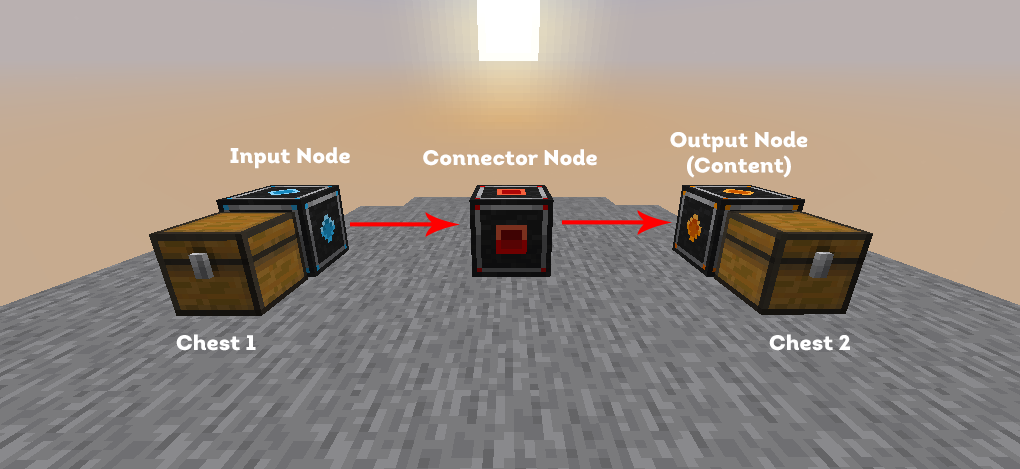 Input Node
Connector Node
Output Node
(Content)
Chest 1
Chest 2